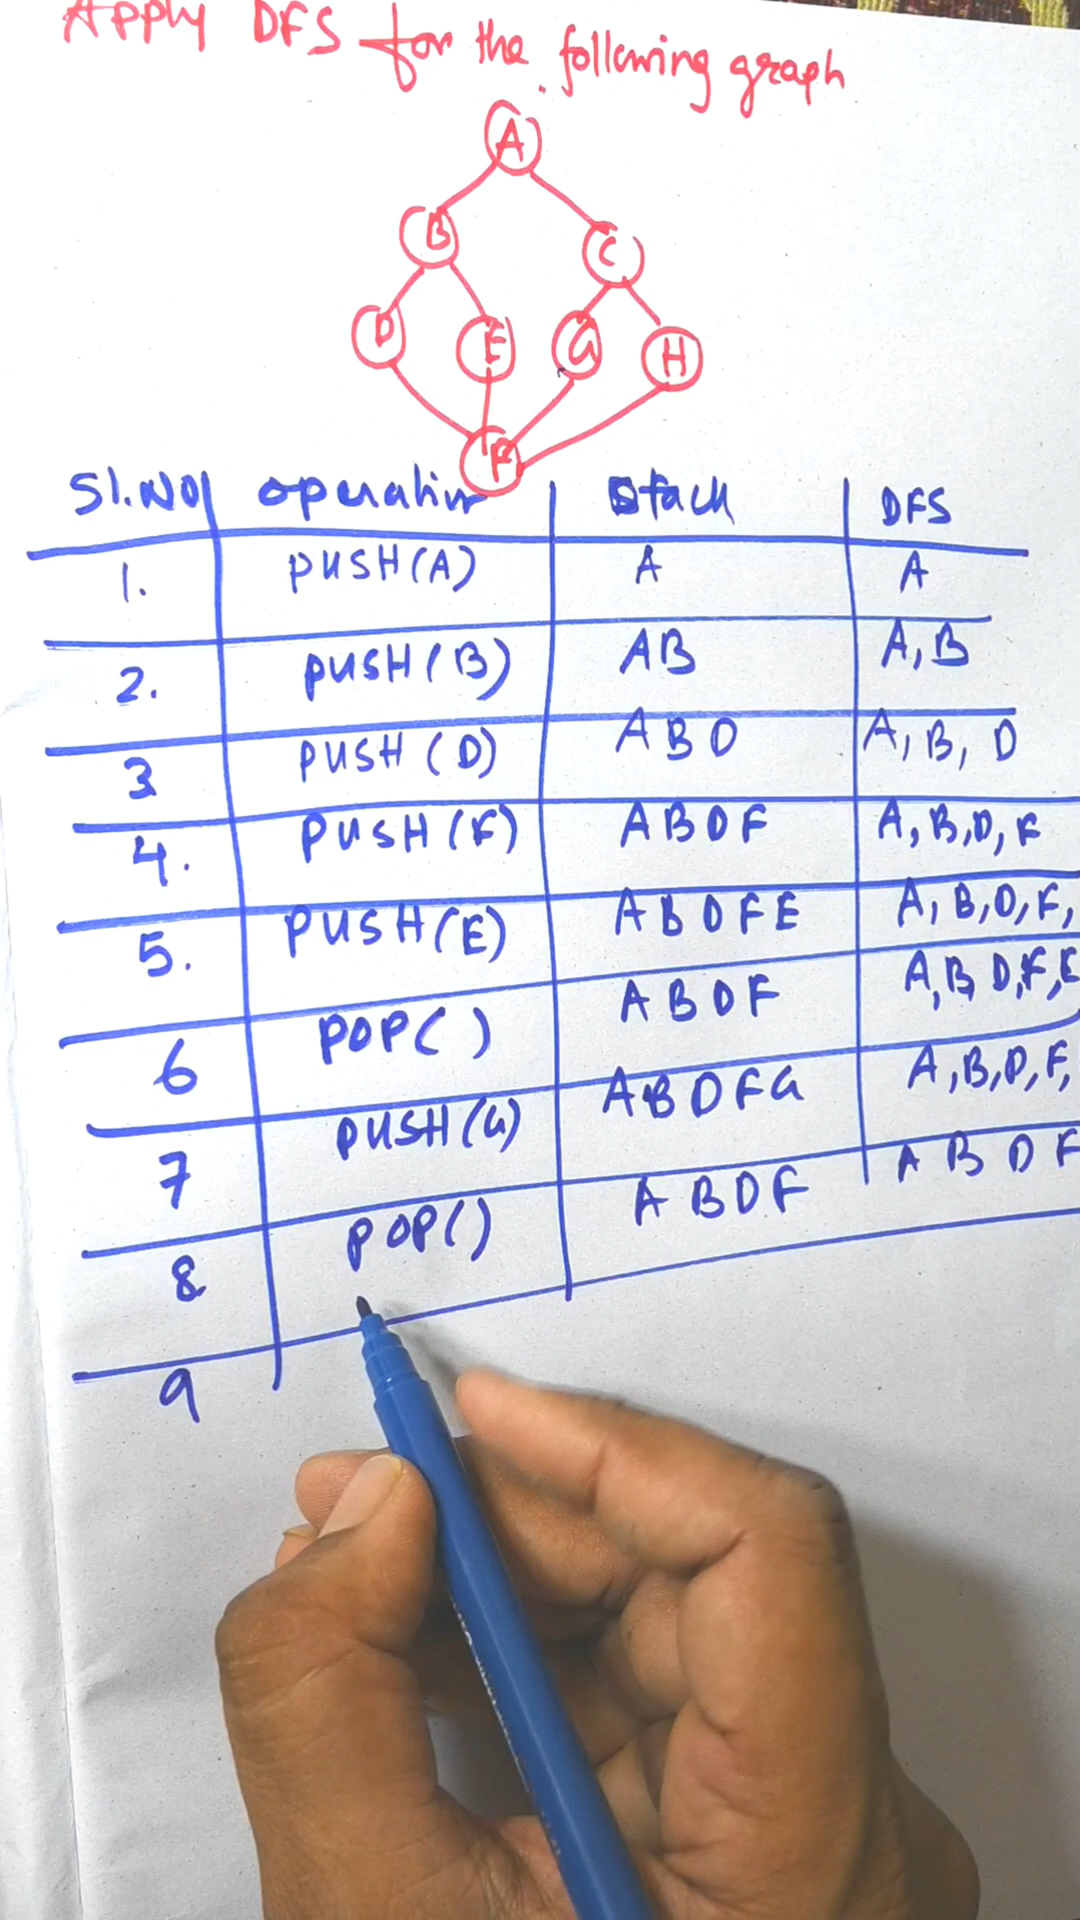 Apply DFS for the following graph
A
B C
D E G H
F
Sl.NO operation Stack DFS
1. PUSH(A) A A
2. PUSH(B) AB A,B
3 PUSH(D) ABD A,B,D
4. PUSH(F) ABDF A,B,D,F
5. PUSH(E) ABDFE A,B,D,F,
6 POP() ABDF A,B,D,F,E
7 PUSH(G) ABDFG A,B,D,F,
8 POP() ABDF A B D F
9